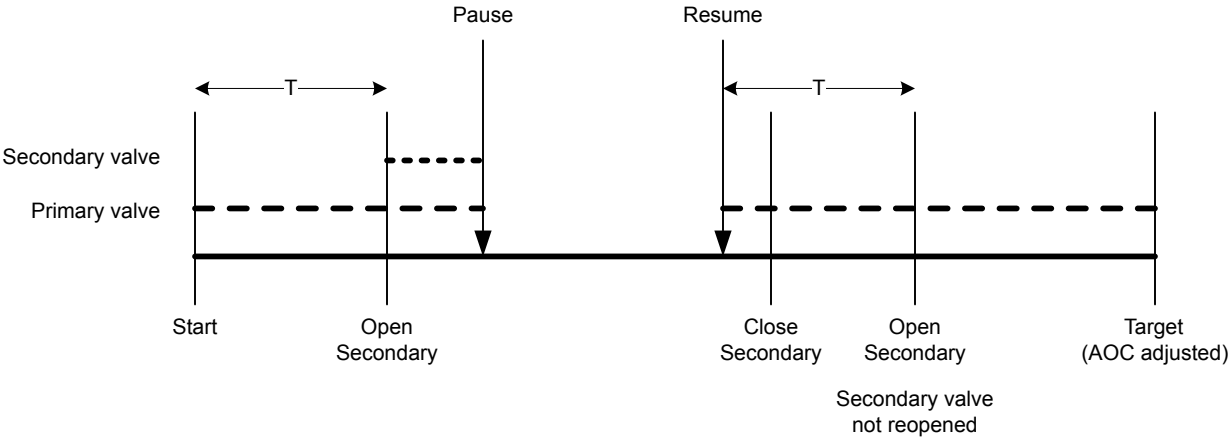 Pause
Resume
T
T
Secondary valve
Primary valve
Start
Open
Secondary
Close
Secondary
Open
Secondary
Target
(AOC adjusted)
Secondary valve
not reopened